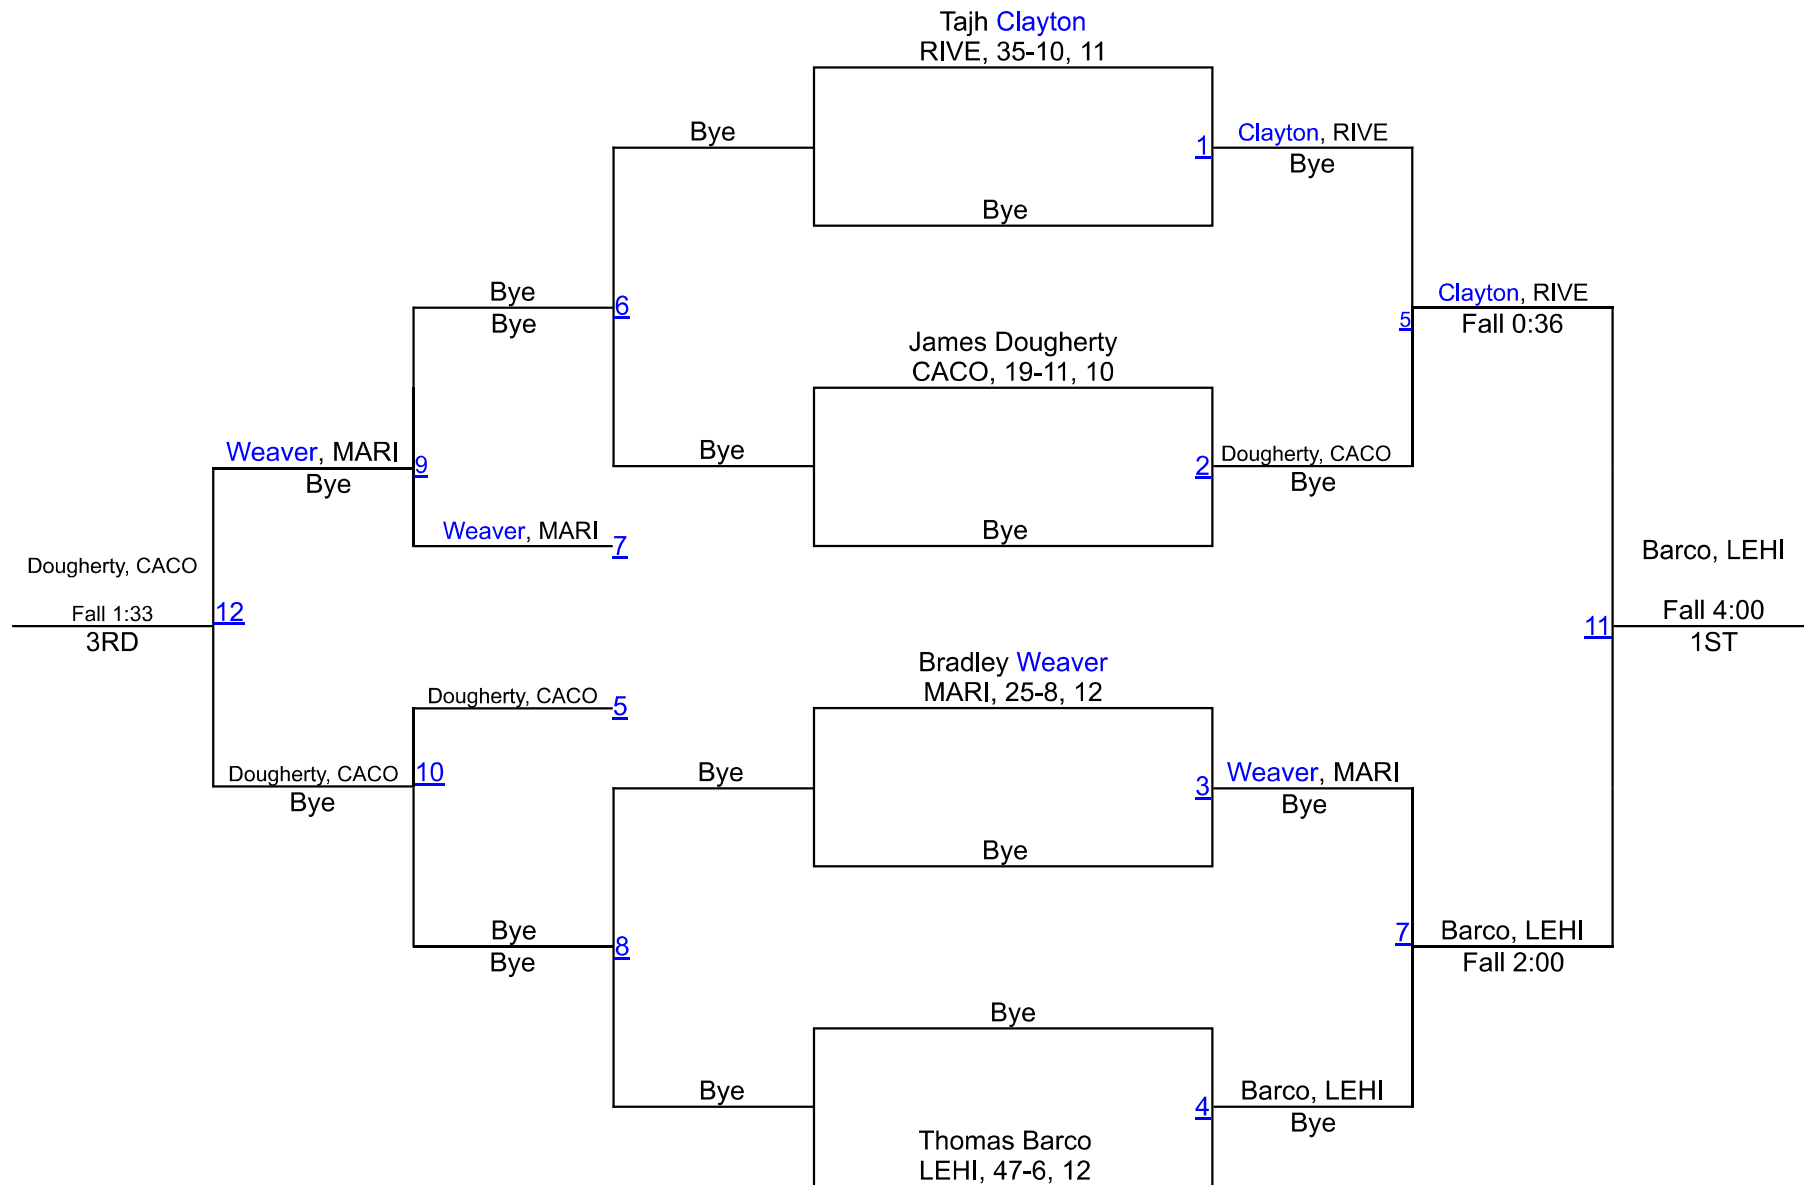 Tajh Clayton
RIVE, 35-10, 11
Bye
1
Clayton, RIVE
Bye
Bye
Bye
Bye
6
Clayton, RIVE
5
Fall 0:36
James Dougherty
CACO, 19-11, 10
Weaver, MARI
9
Bye
Bye
2
Dougherty, CACO
Bye
Weaver, MARI
7
Bye
Dougherty, CACO
Barco, LEHI
Fall 1:33
12
3RD
11
Fall 4:00
1ST
Bradley Weaver
MARI, 25-8, 12
Dougherty, CACO
5
Dougherty, CACO
10
Bye
Bye
3
Weaver, MARI
Bye
Bye
Bye
8
Bye
7
Barco, LEHI
Fall 2:00
Bye
Bye
4
Barco, LEHI
Bye
Thomas Barco
LEHI, 47-6, 12